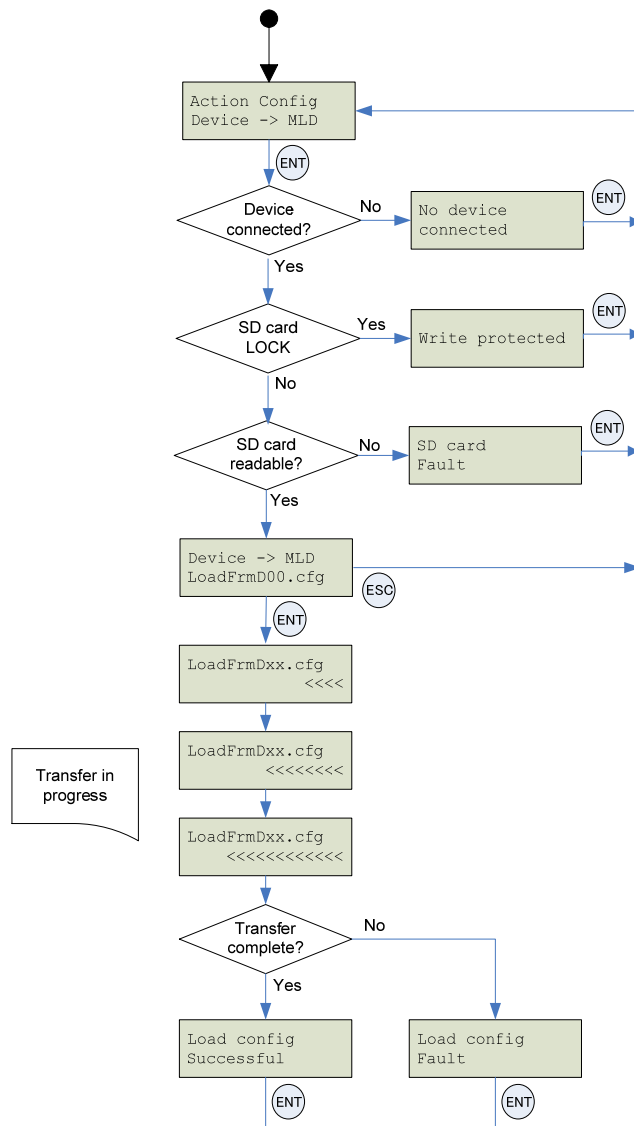 Action Config
Device -> MLD
ENT
Device
connected?
No
No device
connected
ENT
Yes
SD card
LOCK
Yes
Write protected
ENT
No
SD card
readable?
No
SD card
Fault
ENT
Yes
Device -> MLD
LoadFrmD00.cfg
ESC
ENT
LoadFrmDxx.cfg
<<<<
LoadFrmDxx.cfg
<<<<<<<<
Transfer in
progress
LoadFrmDxx.cfg
<<<<<<<<<<<<
Transfer
complete?
No
Yes
Load config
Successful
Load config
Fault
ENT
ENT